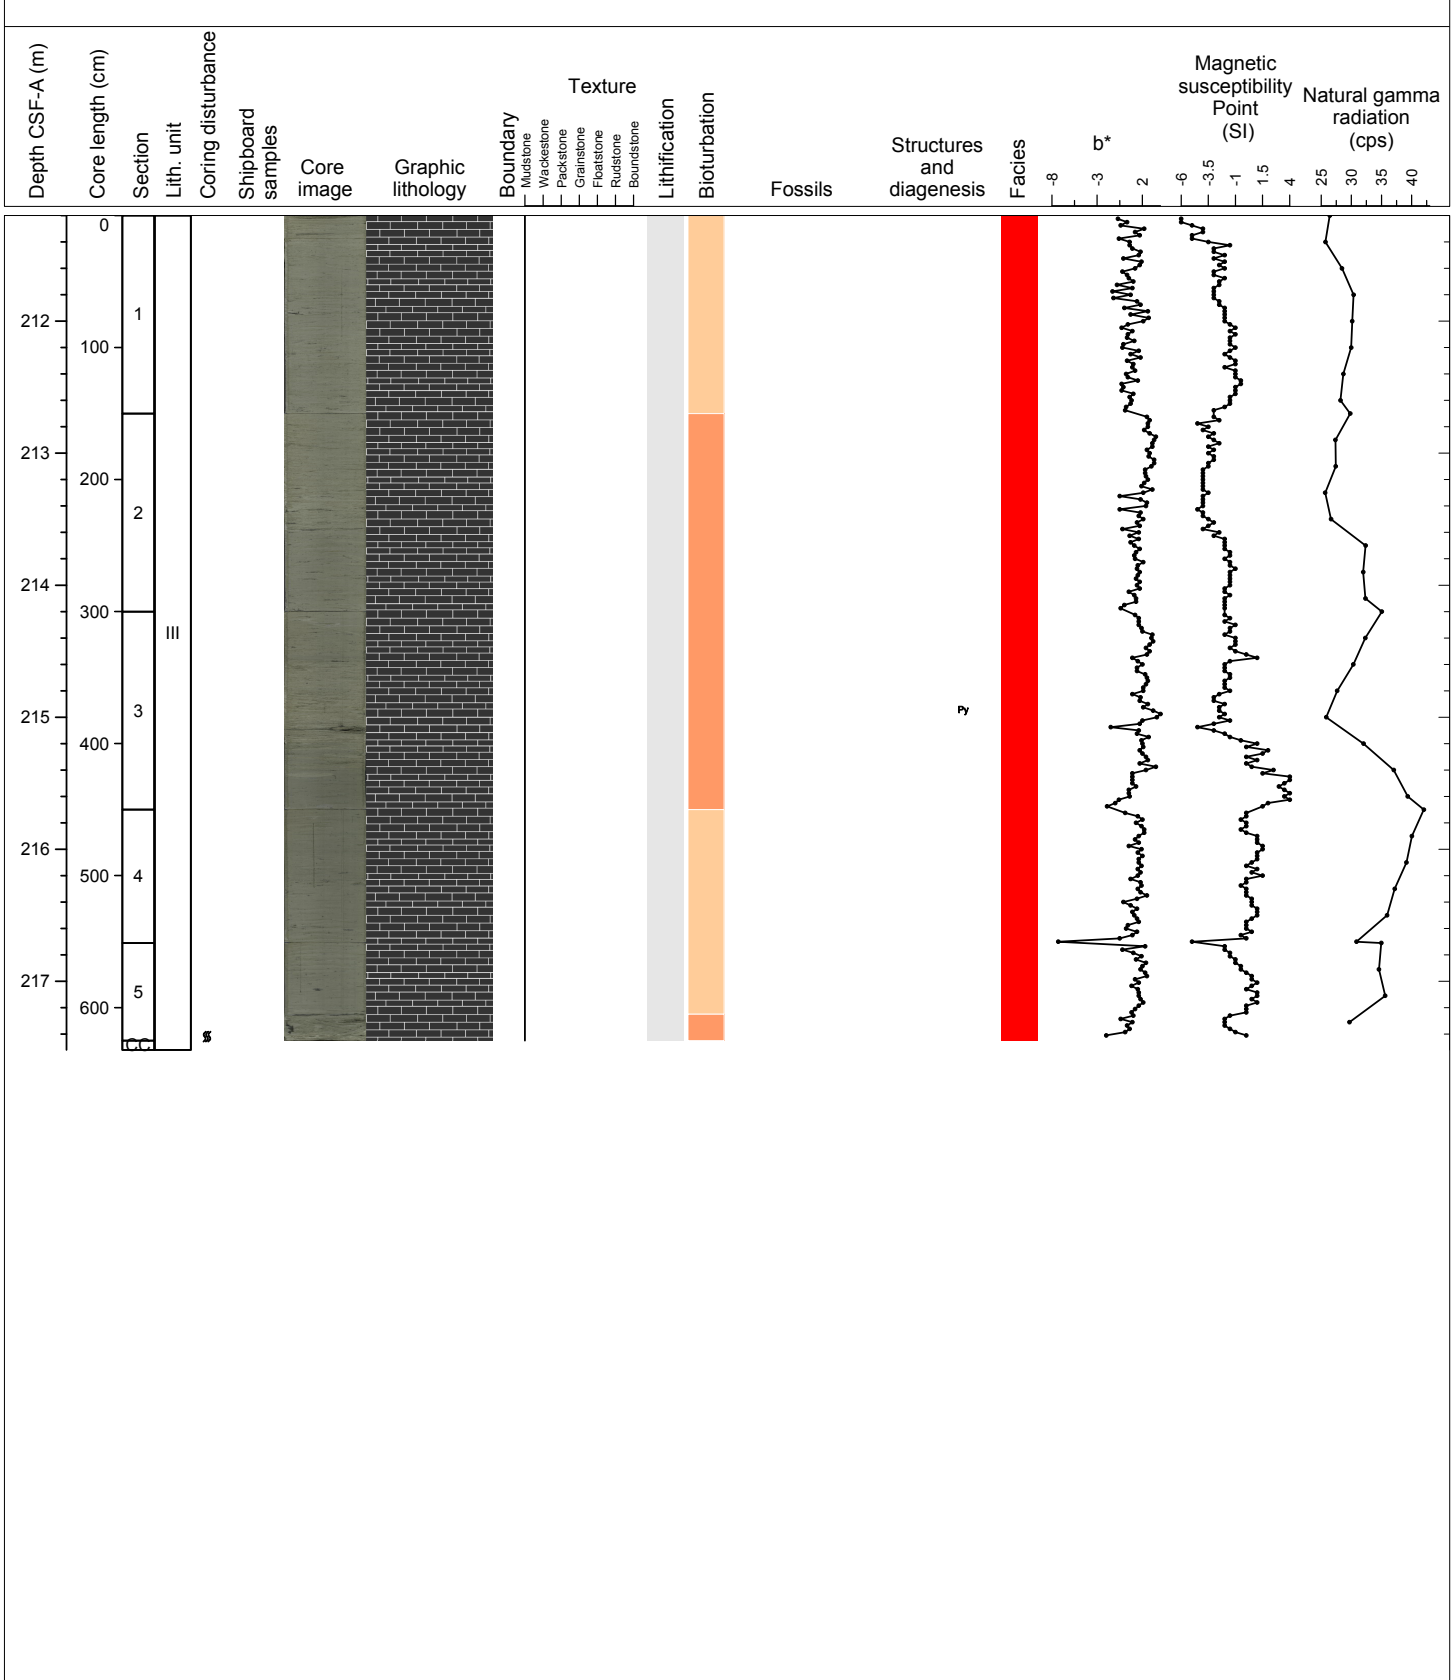 Depth CSF-A (m)
Core length (cm)
Section
Lith. unit
Coring disturbance
Shipboard
samples
Core
image
Graphic
lithology
Boundary
Texture
Mudstone
Wackestone
Packstone
Grainstone
Floatstone
Rudstone
Boundstone
Lithification
Bioturbation
Fossils
Structures
and
diagenesis
Facies
b*
-8 -3 2
Magnetic
susceptibility
Point
(SI)
-6 -3.5 -1 1.5 4
Natural gamma
radiation
(cps)
25 30 35 40
0
1
212
100
213
200
2
214
300
III
3
Py
215
400
216
500
4
217
5
600
CC